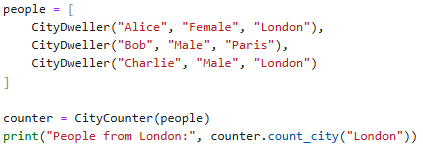 people = [
    CityDweller("Alice", "Female", "London"),
    CityDweller("Bob", "Male", "Paris"),
    CityDweller("Charlie", "Male", "London")
]
counter = CityCounter(people)
print("People from London:", counter.count_city("London"))